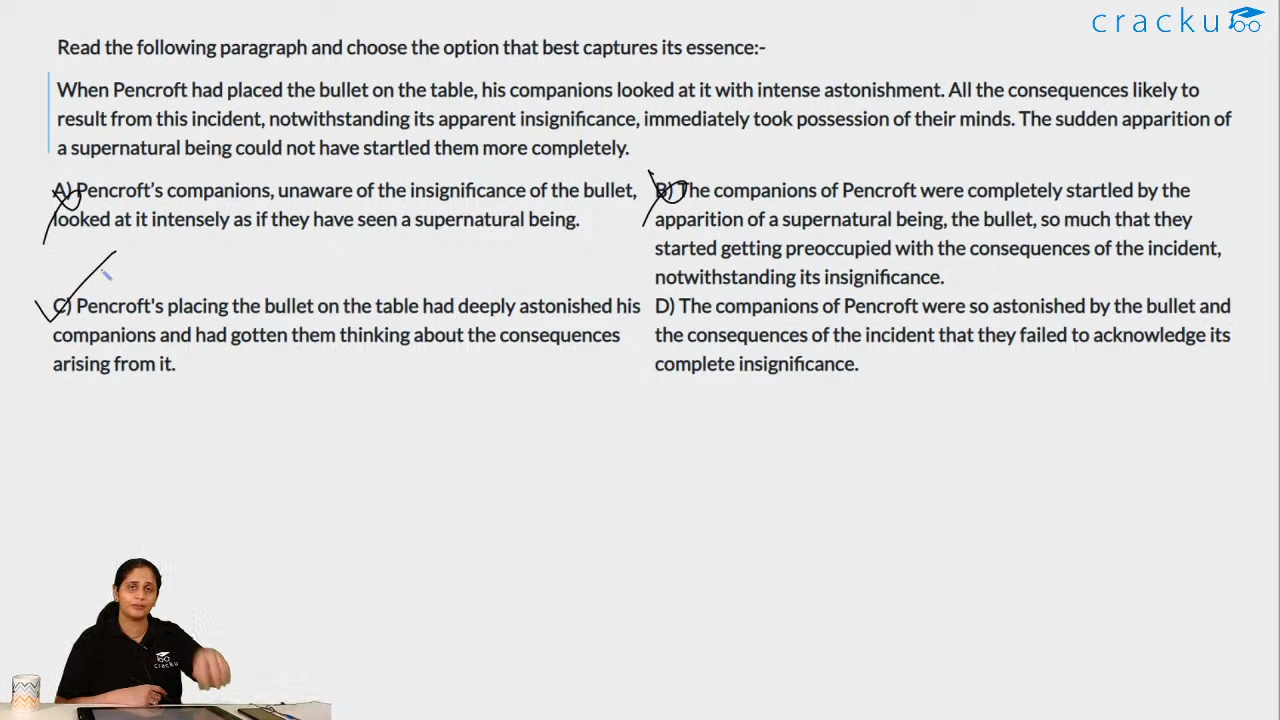 cracku
Read the following paragraph and choose the option that best captures its essence:-
When Pencroft had placed the bullet on the table, his companions looked at it with intense astonishment. All the consequences likely to
result from this incident, notwithstanding its apparent insignificance, immediately took possession of their minds. The sudden apparition of
a supernatural being could not have startled them more completely.
A) Pencroft's companions, unaware of the insignificance of the bullet,
looked at it intensely as if they have seen a supernatural being.
B) The companions of Pencroft were completely startled by the
apparition of a supernatural being, the bullet, so much that they
started getting preoccupied with the consequences of the incident,
notwithstanding its insignificance.
C) Pencroft's placing the bullet on the table had deeply astonished his
companions and had gotten them thinking about the consequences
arising from it.
D) The companions of Pencroft were so astonished by the bullet and
the consequences of the incident that they failed to acknowledge its
complete insignificance.
cracku